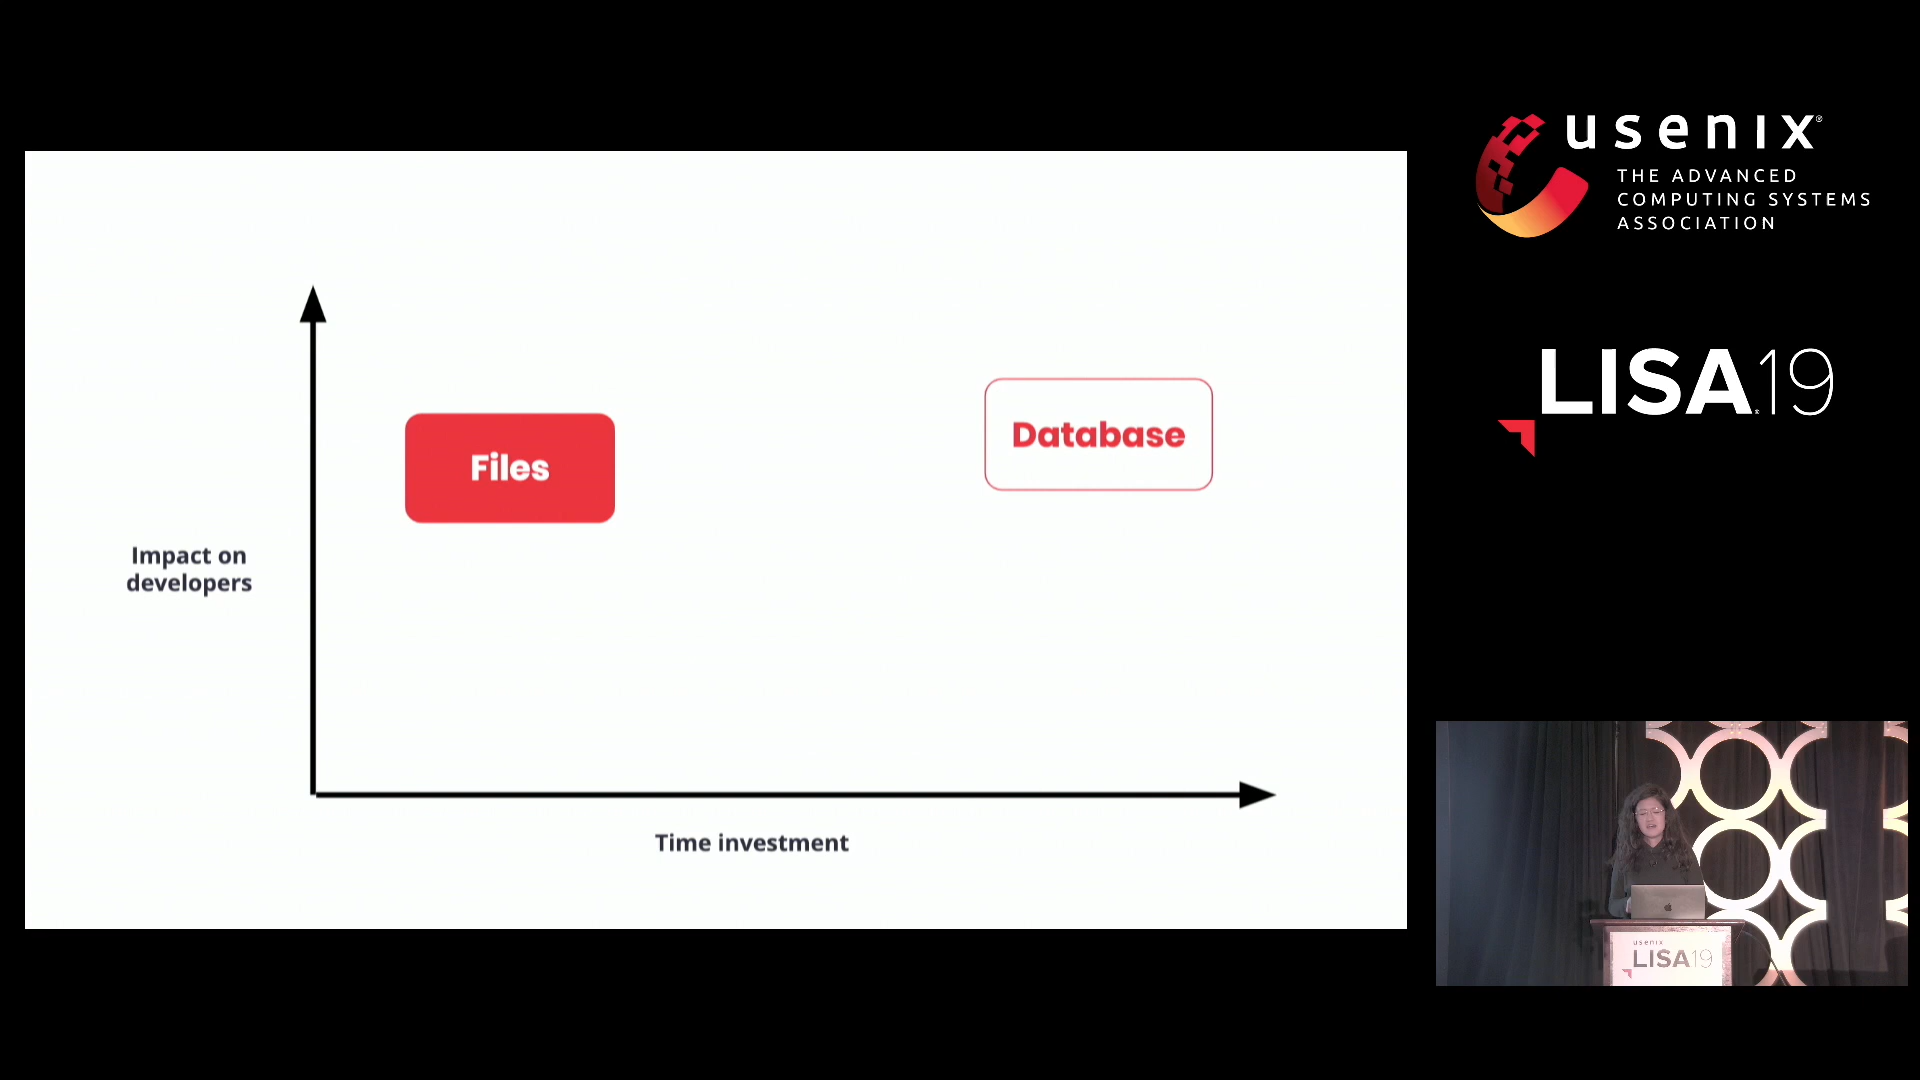 Files
Database
Impact on
developers
Time investment
usenix®
THE ADVANCED
COMPUTING SYSTEMS
ASSOCIATION
LISA19
usenix
LISA19